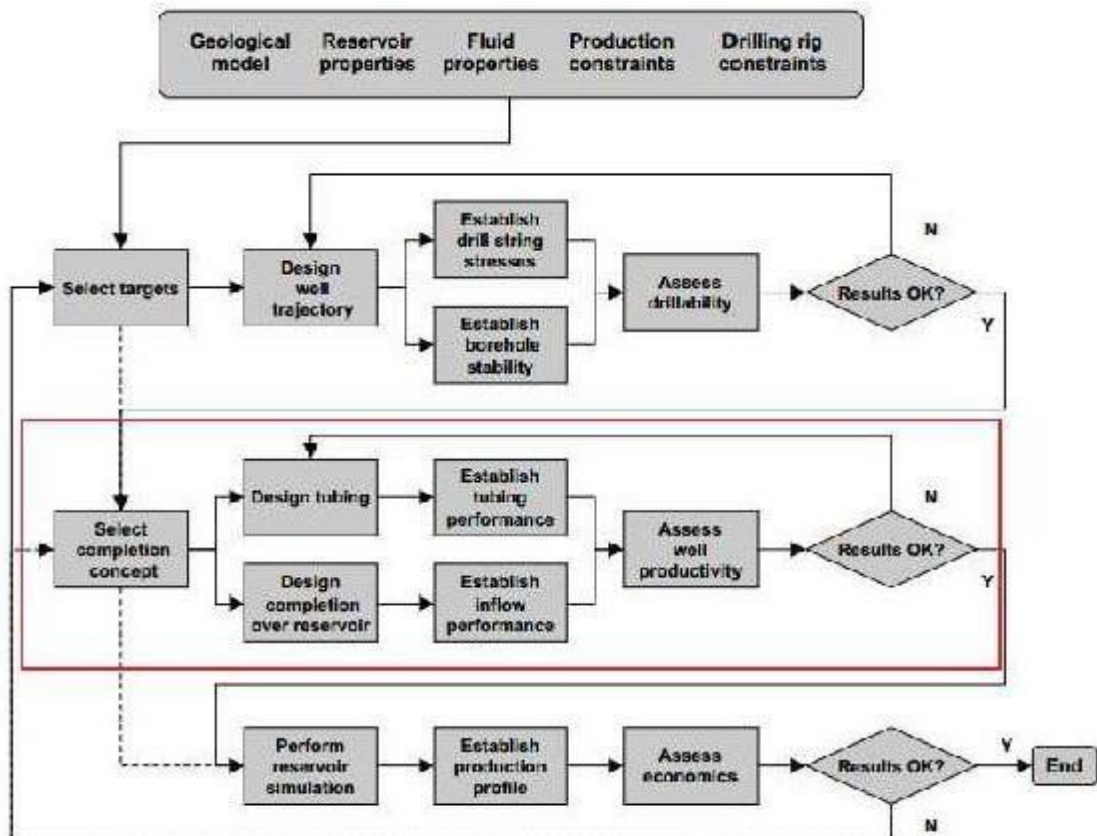 Geological model
Reservoir properties
Fluid properties
Production constraints
Drilling rig constraints
N
Establish drill string stresses
Select targets
Design well trajectory
Assess drillability
Results OK?
Y
Establish borehole stability
N
Design tubing
Establish tubing performance
Select completion concept
Assess well productivity
Results OK?
Y
Design completion over reservoir
Establish inflow performance
Perform reservoir simulation
Establish production profile
Assess economics
Results OK?
Y
End
N